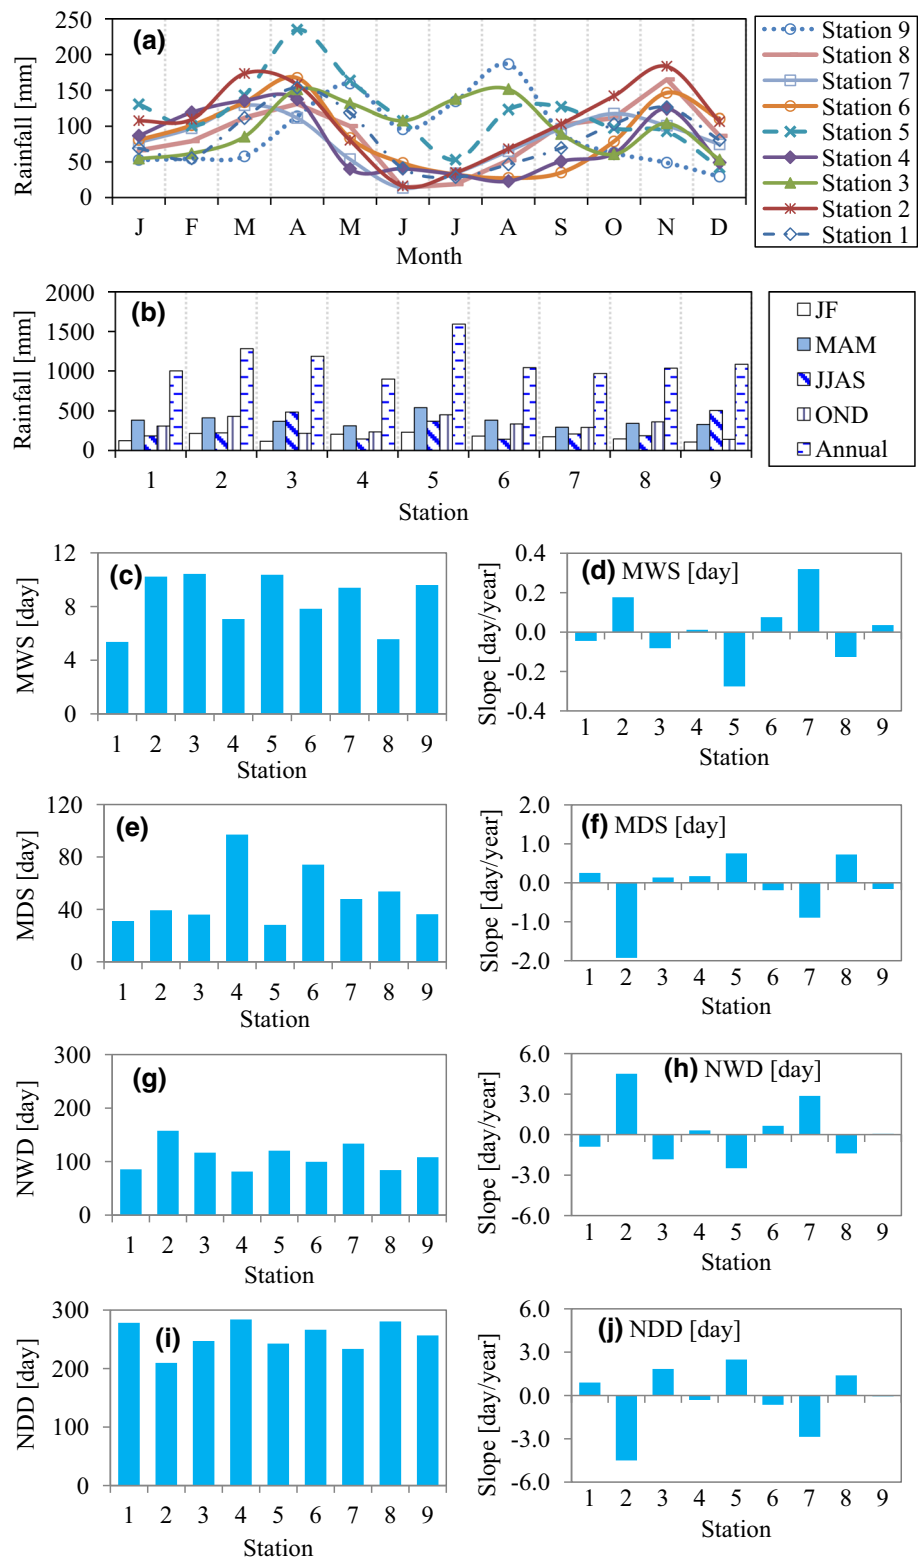 (a)
Rainfall [mm]
250
200
150
100
50
0
J F M A M J J A S O N D
Month
Station 9
Station 8
Station 7
Station 6
Station 5
Station 4
Station 3
Station 2
Station 1
(b)
Rainfall [mm]
2000
1500
1000
500
0
1 2 3 4 5 6 7 8 9
Station
JF
MAM
JJAS
OND
Annual
(c)
MWS [day]
12
8
4
0
1 2 3 4 5 6 7 8 9
Station
(d) MWS [day]
Slope [day/year]
0.4
0.2
0.0
-0.2
-0.4
1 2 3 4 5 6 7 8 9
Station
(e)
MDS [day]
120
80
40
0
1 2 3 4 5 6 7 8 9
Station
(f) MDS [day]
Slope [day/year]
2.0
1.0
0.0
-1.0
-2.0
1 2 3 4 5 6 7 8 9
Station
(g)
NWD [day]
300
200
100
0
1 2 3 4 5 6 7 8 9
Station
(h) NWD [day]
Slope [day/year]
6.0
3.0
0.0
-3.0
-6.0
1 2 3 4 5 6 7 8 9
Station
(i)
NDD [day]
300
200
100
0
1 2 3 4 5 6 7 8 9
Station
(j) NDD [day]
Slope [day/year]
6.0
3.0
0.0
-3.0
-6.0
1 2 3 4 5 6 7 8 9
Station